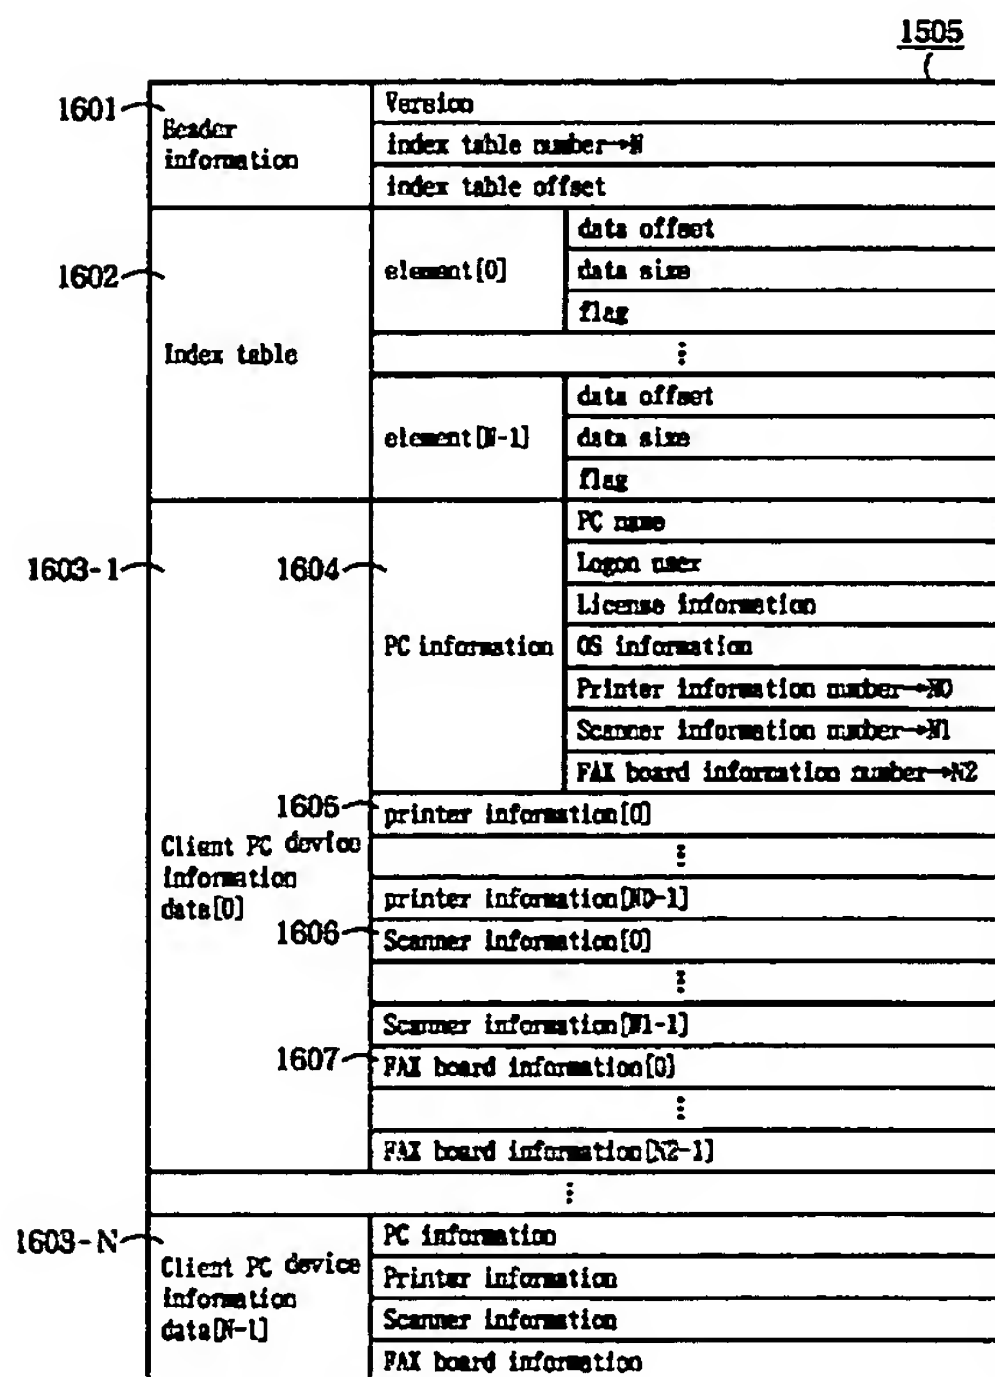 1505
1601
Header
information
Version
index table number→N
index table offset
1602
Index table
element[0]
data offset
data size
flag
⋮
element[N-1]
data offset
data size
flag
1603-1
Client PC device
information
data[0]
1604
PC information
PC name
Logon user
License information
OS information
Printer information number→N0
Scanner information number→N1
FAX board information number→N2
1605
printer information[0]
⋮
printer information[N0-1]
1606
Scanner information[0]
⋮
Scanner information[N1-1]
1607
FAX board information[0]
⋮
FAX board information[N2-1]
⋮
1603-N
Client PC device
information
data[N-1]
PC information
Printer information
Scanner information
FAX board information